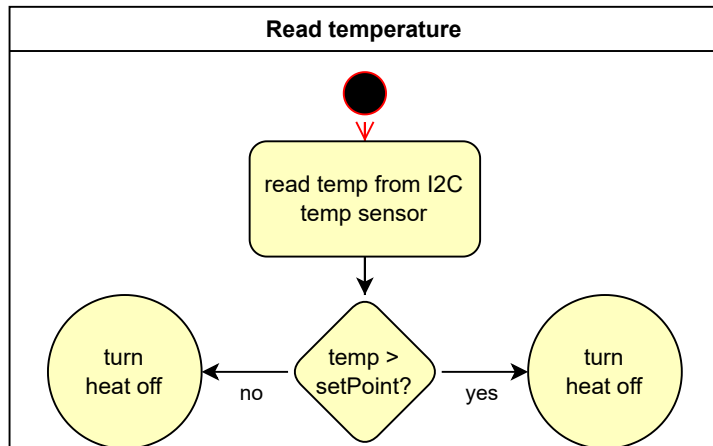 Read temperature
read temp from I2C
temp sensor
turn
heat off
no
temp >
setPoint?
yes
turn
heat off